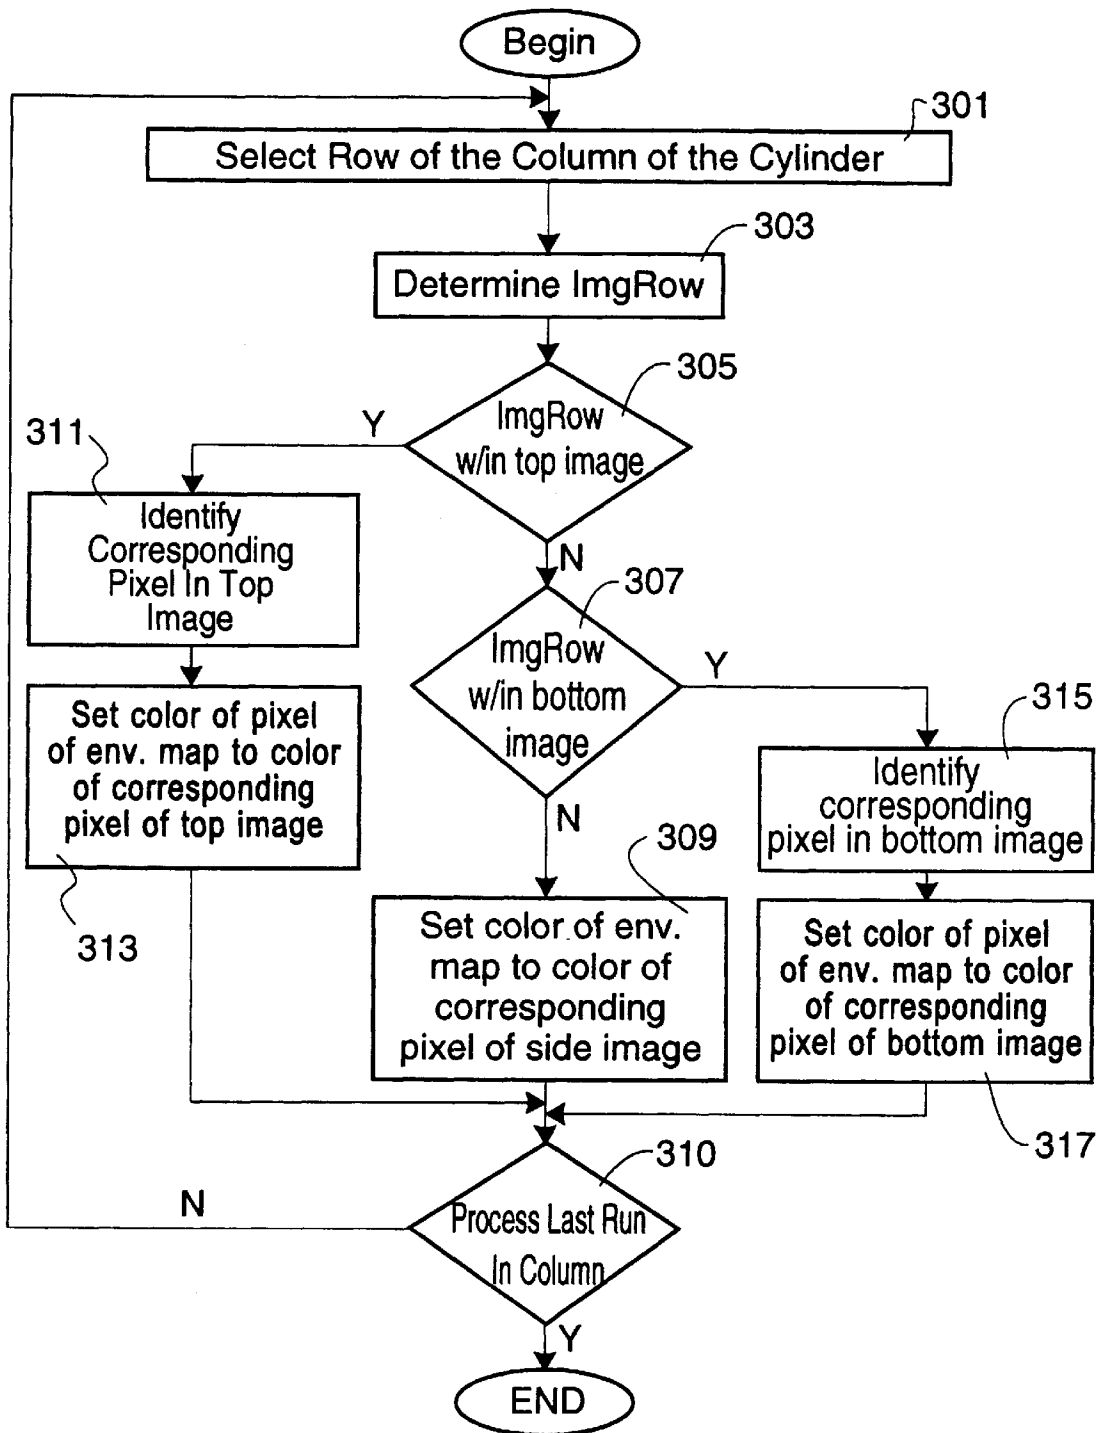 Begin
301
Select Row of the Column of the Cylinder
303
Determine ImgRow
305
ImgRow
w/in top image
Y
N
311
Identify
Corresponding
Pixel In Top
Image
307
ImgRow
w/in bottom
image
Y
N
Set color of pixel
of env. map to color
of corresponding
pixel of top image
313
315
Identify
corresponding
pixel in bottom image
309
Set color of env.
map to color of
corresponding
pixel of side image
Set color of pixel
of env. map to color
of corresponding
pixel of bottom image
317
310
Process Last Run
In Column
N
Y
END